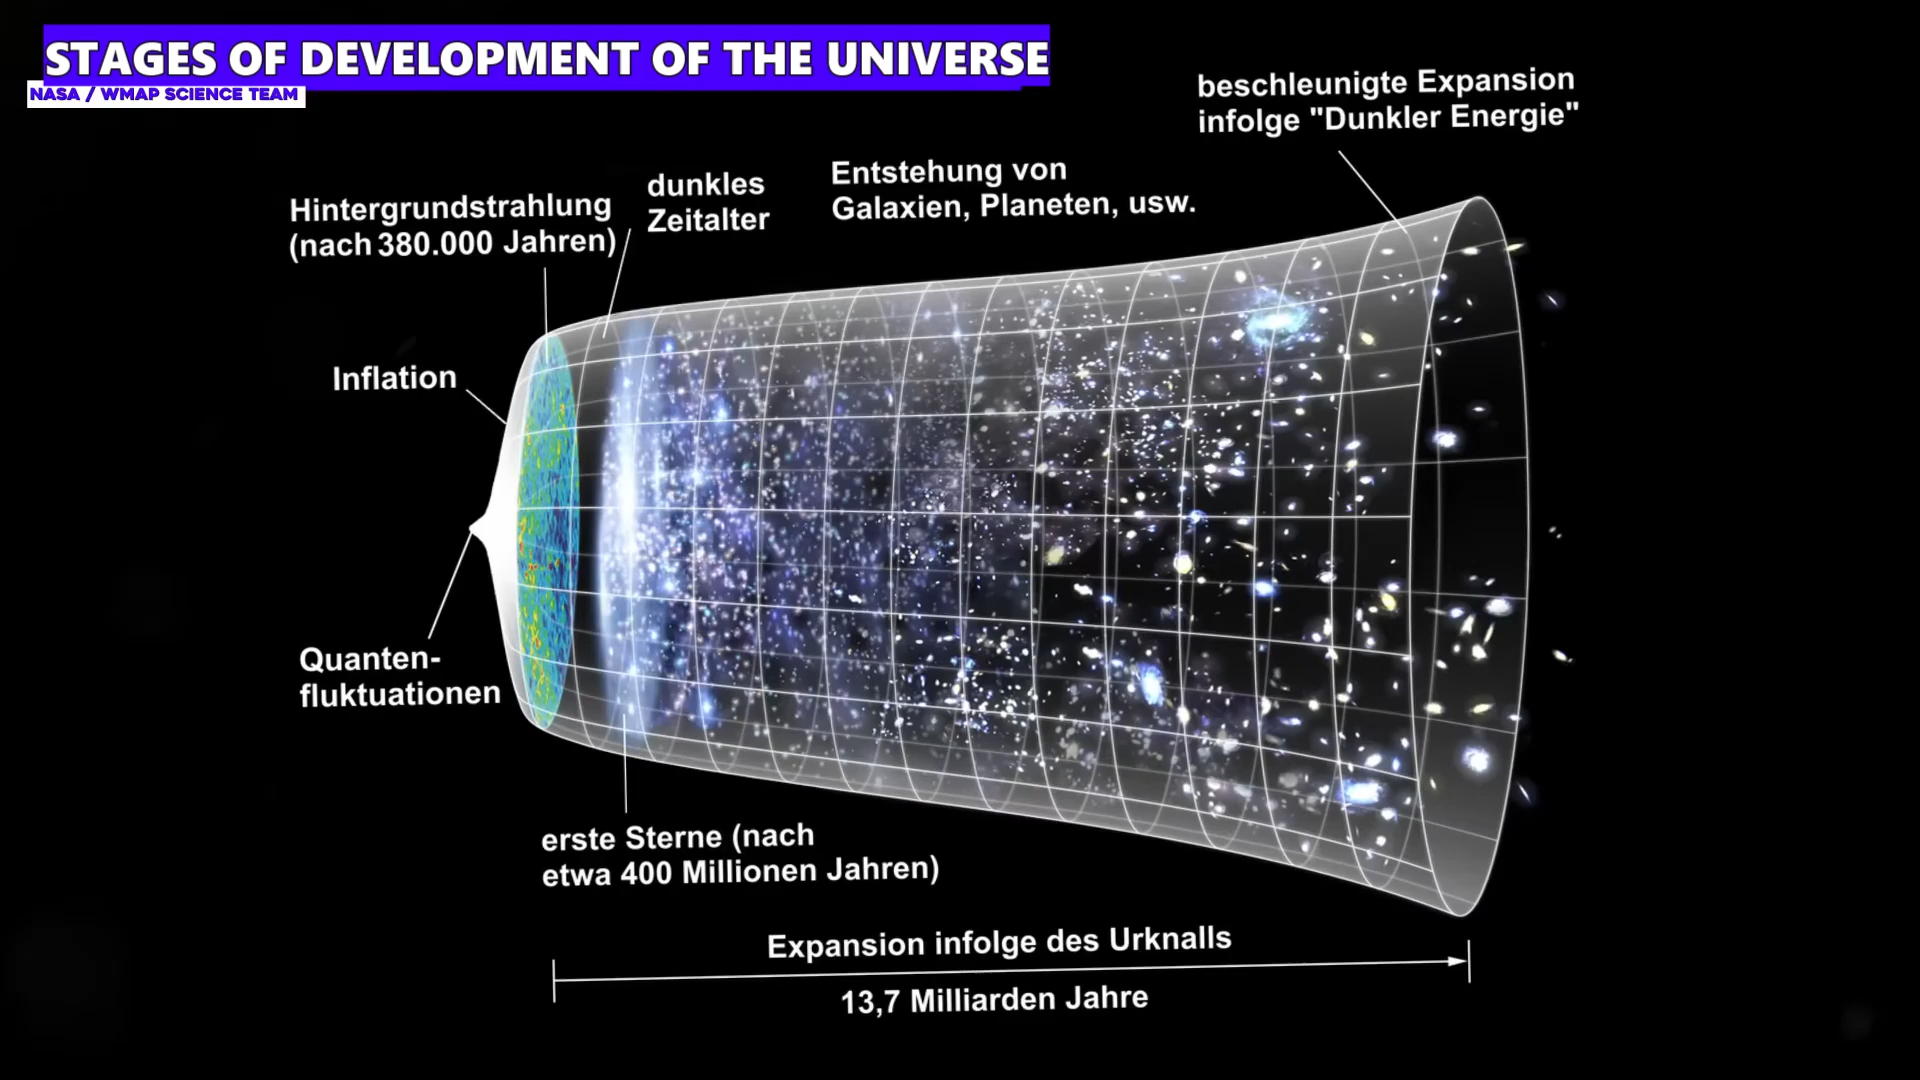 STAGES OF DEVELOPMENT OF THE UNIVERSE
NASA / WMAP SCIENCE TEAM
beschleunigte Expansion
infolge "Dunkler Energie"
Entstehung von
Galaxien, Planeten, usw.
dunkles
Zeitalter
Hintergrundstrahlung
(nach 380.000 Jahren)
Inflation
Quanten-
fluktuationen
erste Sterne (nach
etwa 400 Millionen Jahren)
Expansion infolge des Urknalls
13,7 Milliarden Jahre